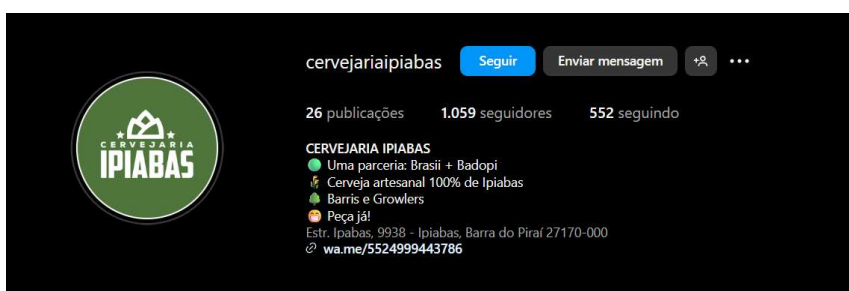 cervejariaipiabas Seguir Enviar mensagem
26 publicações 1.059 seguidores 552 seguindo
CERVEJARIA IPIABAS
CERVEJARIA IPIABAS
Uma parceria: Brasii + Badopi
Cerveja artesanal 100% de Ipiabas
Barris e Growlers
Peça já!
Estr. Ipabas, 9938 - Ipiabas, Barra do Piraí 27170-000
wa.me/5524999443786